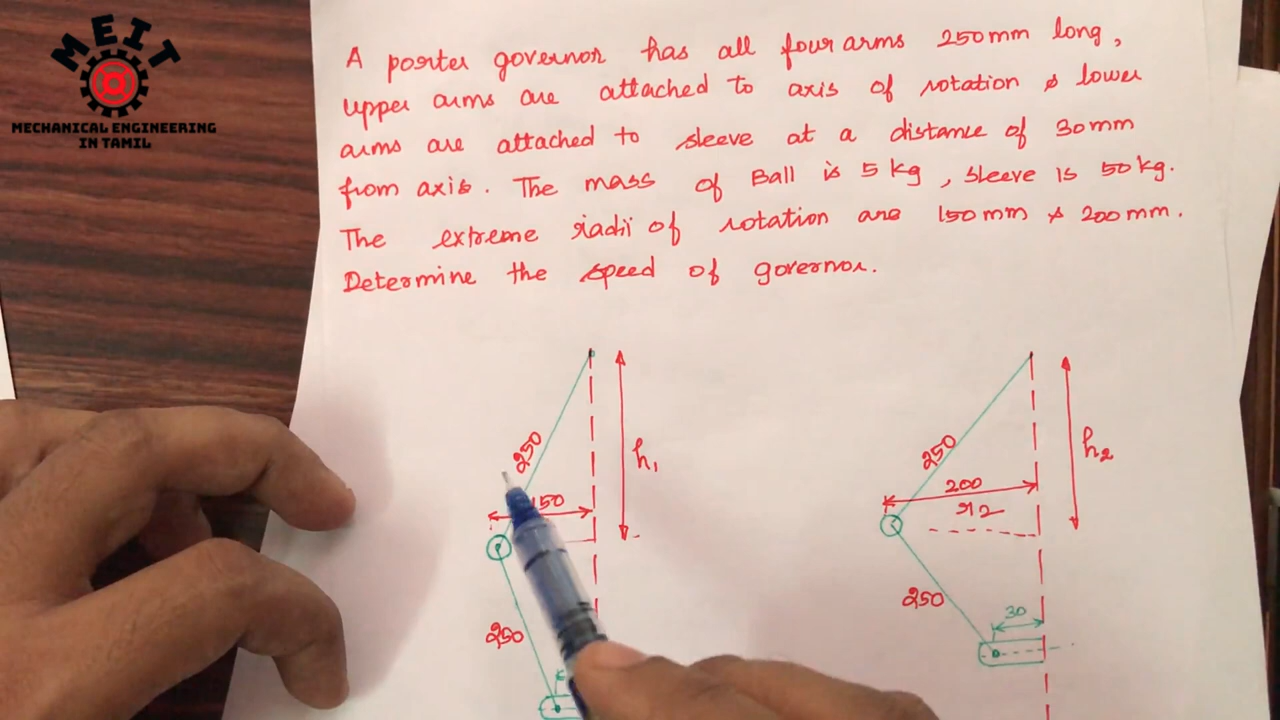 MEIT
MECHANICAL ENGINEERING
IN TAMIL
A porter governor has all four arms 250mm long,
upper arms are attached to axis of rotation & lower
arms are attached to sleeve at a distance of 30mm
from axis. The mass of Ball is 5 kg, sleeve is 50kg.
The extreme radii of rotation are 150mm & 200mm.
Determine the speed of governor.
250
h1
150
250
250
h2
200
r2
250
30